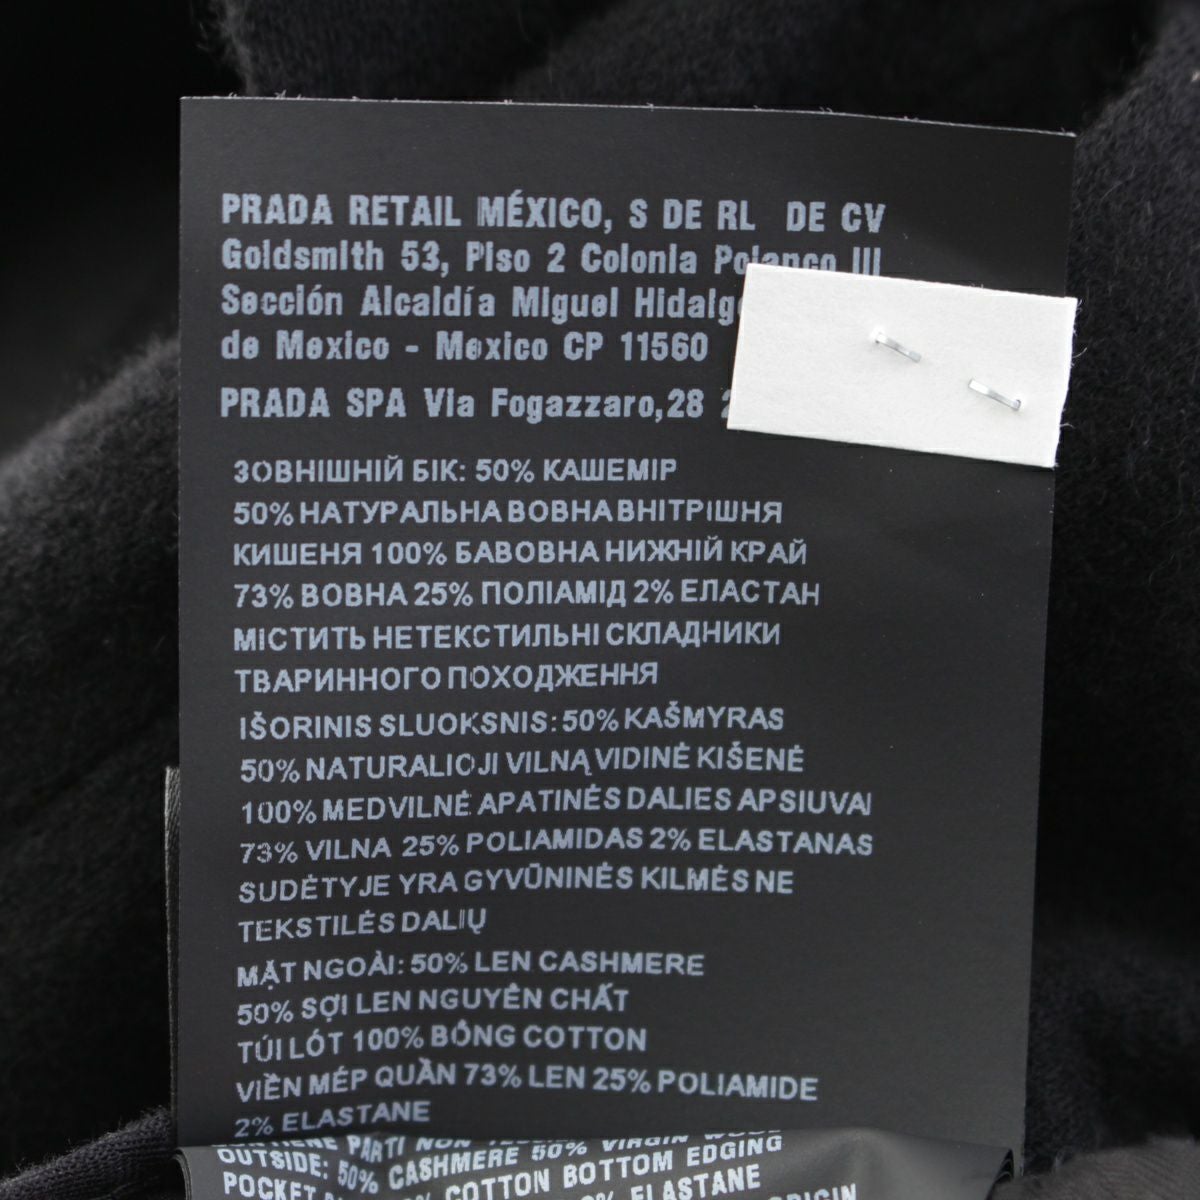 PRADA RETAIL MÉXICO, S DE RL DE CV
Goldsmith 53, Piso 2 Colonia Polanco III
Sección Alcaldía Miguel
de Mexico - Mexico CP 11560
PRADA SPA Via Fogazzaro,28
ЗОВНІШНІЙ БІК: 50% КАШЕМІР
50% НАТУРАЛЬНА ВОВНА ВНІТРІШНЯ
КИШЕНЯ 100% БАВОВНА НИЖНІЙ КРАЙ
73% ВОВНА 25% ПОЛІАМІД 2% ЕЛАСТАН
МІСТИТЬ НЕТЕКСТИЛЬНІ СКЛАДНИКИ
ТВАРИННОГО ПОХОДЖЕННЯ
IŠORINIS SLUOKSNIS: 50% KAŠMYRAS
50% NATURALIOJI VILNĄ VIDINĖ KIŠENĖ
100% MEDVILNĖ APATINĖS DALIES APSIUVAI
73% VILNA 25% POLIAMIDAS 2% ELASTANAS
SUDĖTYJE YRA GYVŪNINĖS KILMĖS NE
TEKSTILĖS DALIŲ
MẶT NGOÀI: 50% LEN CASHMERE
50% SỢI LEN NGUYÊN CHẤT
TÚI LÓT 100% BÔNG COTTON
VIỀN MÉP QUẦN 73% LEN 25% POLIAMIDE
2% ELASTANE
PARTI NON 50% VIRGIN
OUTSIDE: 50% CASHMERE
POCKET COTTON BOTTOM EDGING
ELASTANE
ORIGIN